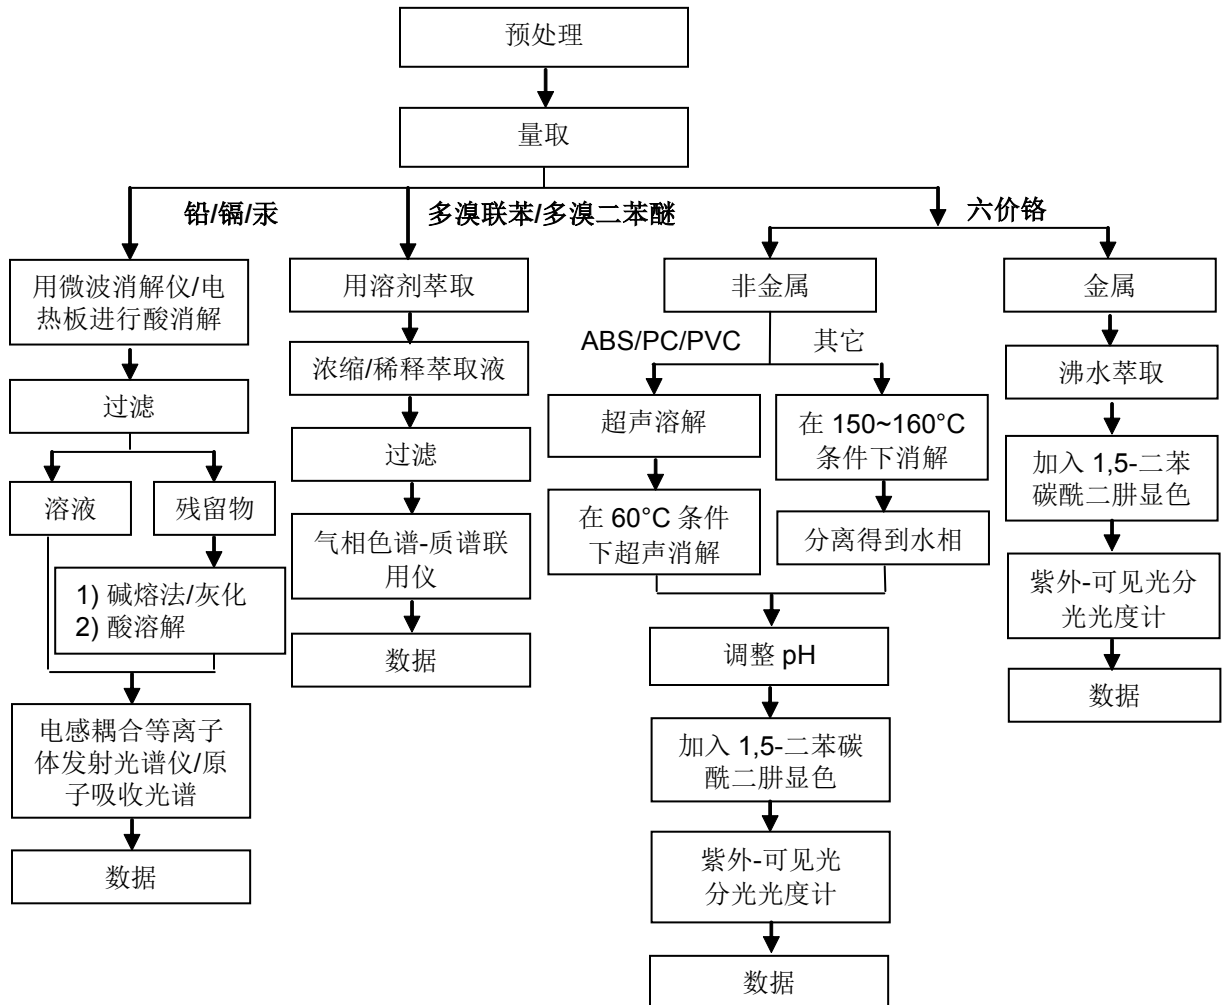 预处理
量取
铅/镉/汞
多溴联苯/多溴二苯醚
六价铬
用微波消解仪/电
热板进行酸消解
过滤
溶液
残留物
1) 碱熔法/灰化
2) 酸溶解
电感耦合等离子
体发射光谱仪/原
子吸收光谱
数据
用溶剂萃取
浓缩/稀释萃取液
过滤
气相色谱-质谱联
用仪
数据
非金属
ABS/PC/PVC
其它
超声溶解
在 60°C 条件
下超声消解
在 150~160°C
条件下消解
分离得到水相
调整 pH
加入 1,5-二苯碳
酰二肼显色
紫外-可见光
分光光度计
数据
金属
沸水萃取
加入 1,5-二苯
碳酰二肼显色
紫外-可见光分
光光度计
数据